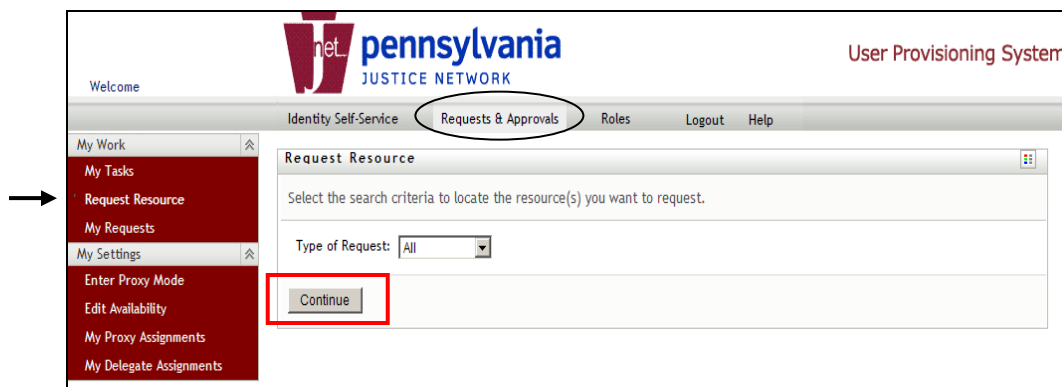 Jnet
pennsylvania
JUSTICE NETWORK
User Provisioning System
Welcome
Identity Self-Service Requests & Approvals Roles Logout Help
My Work
My Tasks
Request Resource
My Requests
My Settings
Enter Proxy Mode
Edit Availability
My Proxy Assignments
My Delegate Assignments
Request Resource
Select the search criteria to locate the resource(s) you want to request.
Type of Request: All
Continue